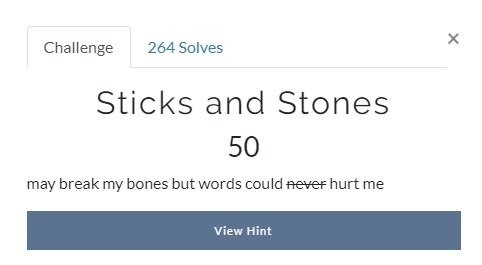 Challenge 264 Solves ×
Sticks and Stones
50
may break my bones but words could never hurt me
View Hint